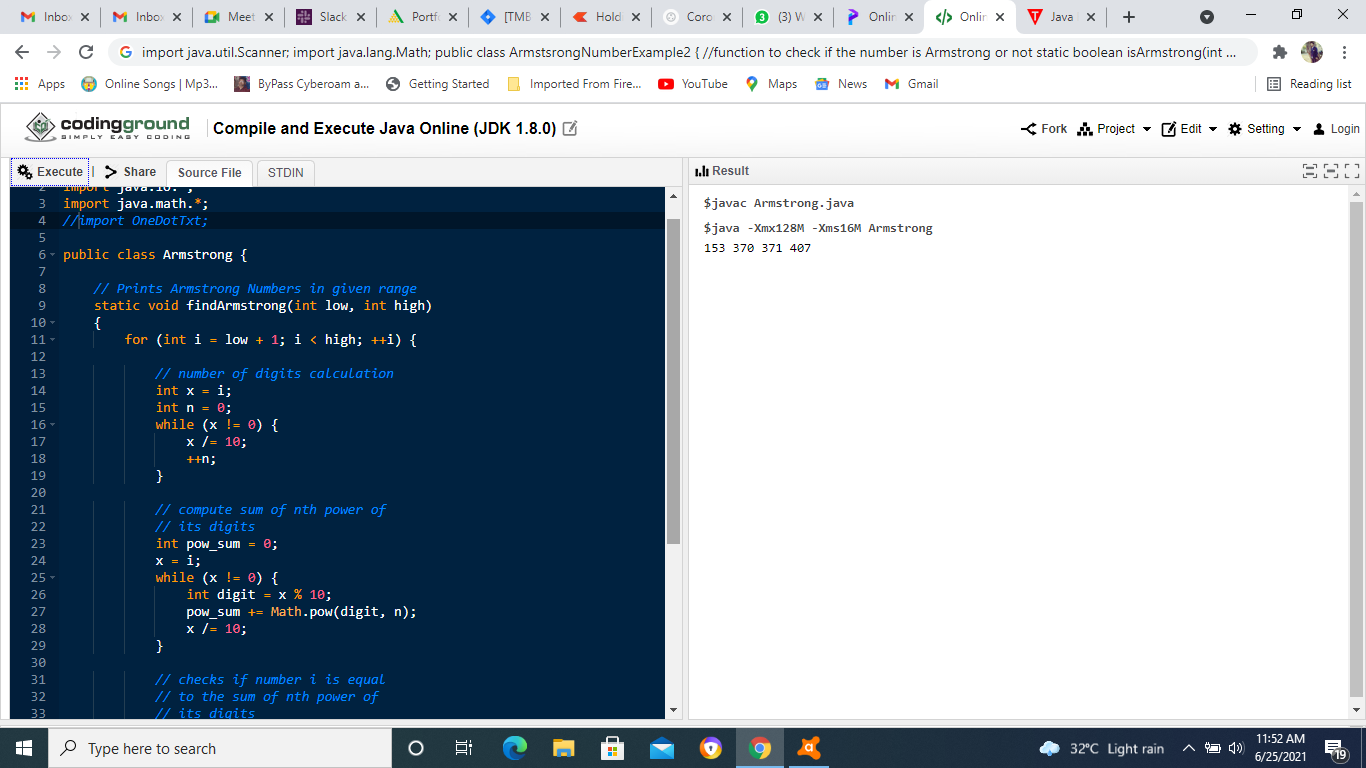 Inbo
Inbo
Meet
Slack
Portf
[TMB
Hold
Coro
(3) W
Onlin
Onlin
Java
import java.util.Scanner; import java.lang.Math; public class ArmstsrongNumberExample2 { //function to check if the number is Armstrong or not static boolean isArmstrong(int ...
Apps
Online Songs | Mp3...
ByPass Cyberoam a...
Getting Started
Imported From Fire...
YouTube
Maps
News
Gmail
Reading list
codingground
SIMPLY EASY CODING
Compile and Execute Java Online (JDK 1.8.0)
Fork
Project
Edit
Setting
Login
Execute
Share
Source File
STDIN
2 import java.io.*;
3 import java.math.*;
4 //import OneDotTxt;
5
6 public class Armstrong {
7
8 // Prints Armstrong Numbers in given range
9 static void findArmstrong(int low, int high)
10 {
11 for (int i = low + 1; i < high; ++i) {
12
13 // number of digits calculation
14 int x = i;
15 int n = 0;
16 while (x != 0) {
17 x /= 10;
18 ++n;
19 }
20
21 // compute sum of nth power of
22 // its digits
23 int pow_sum = 0;
24 x = i;
25 while (x != 0) {
26 int digit = x % 10;
27 pow_sum += Math.pow(digit, n);
28 x /= 10;
29 }
30
31 // checks if number i is equal
32 // to the sum of nth power of
33 // its digits
Result
$javac Armstrong.java
$java -Xmx128M -Xms16M Armstrong
153 370 371 407
Type here to search
32°C Light rain
11:52 AM
6/25/2021
19